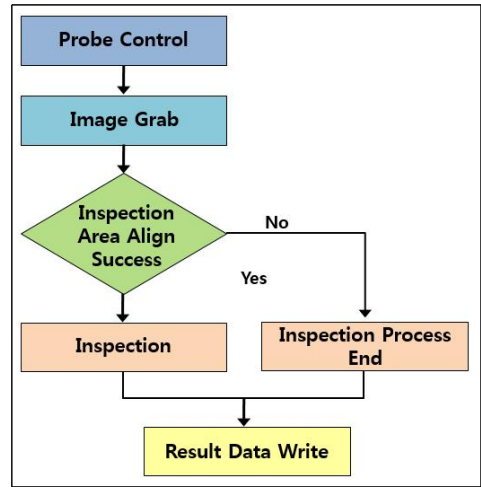 Probe Control
Image Grab
Inspection
Area Align
Success
No
Yes
Inspection
Inspection Process
End
Result Data Write